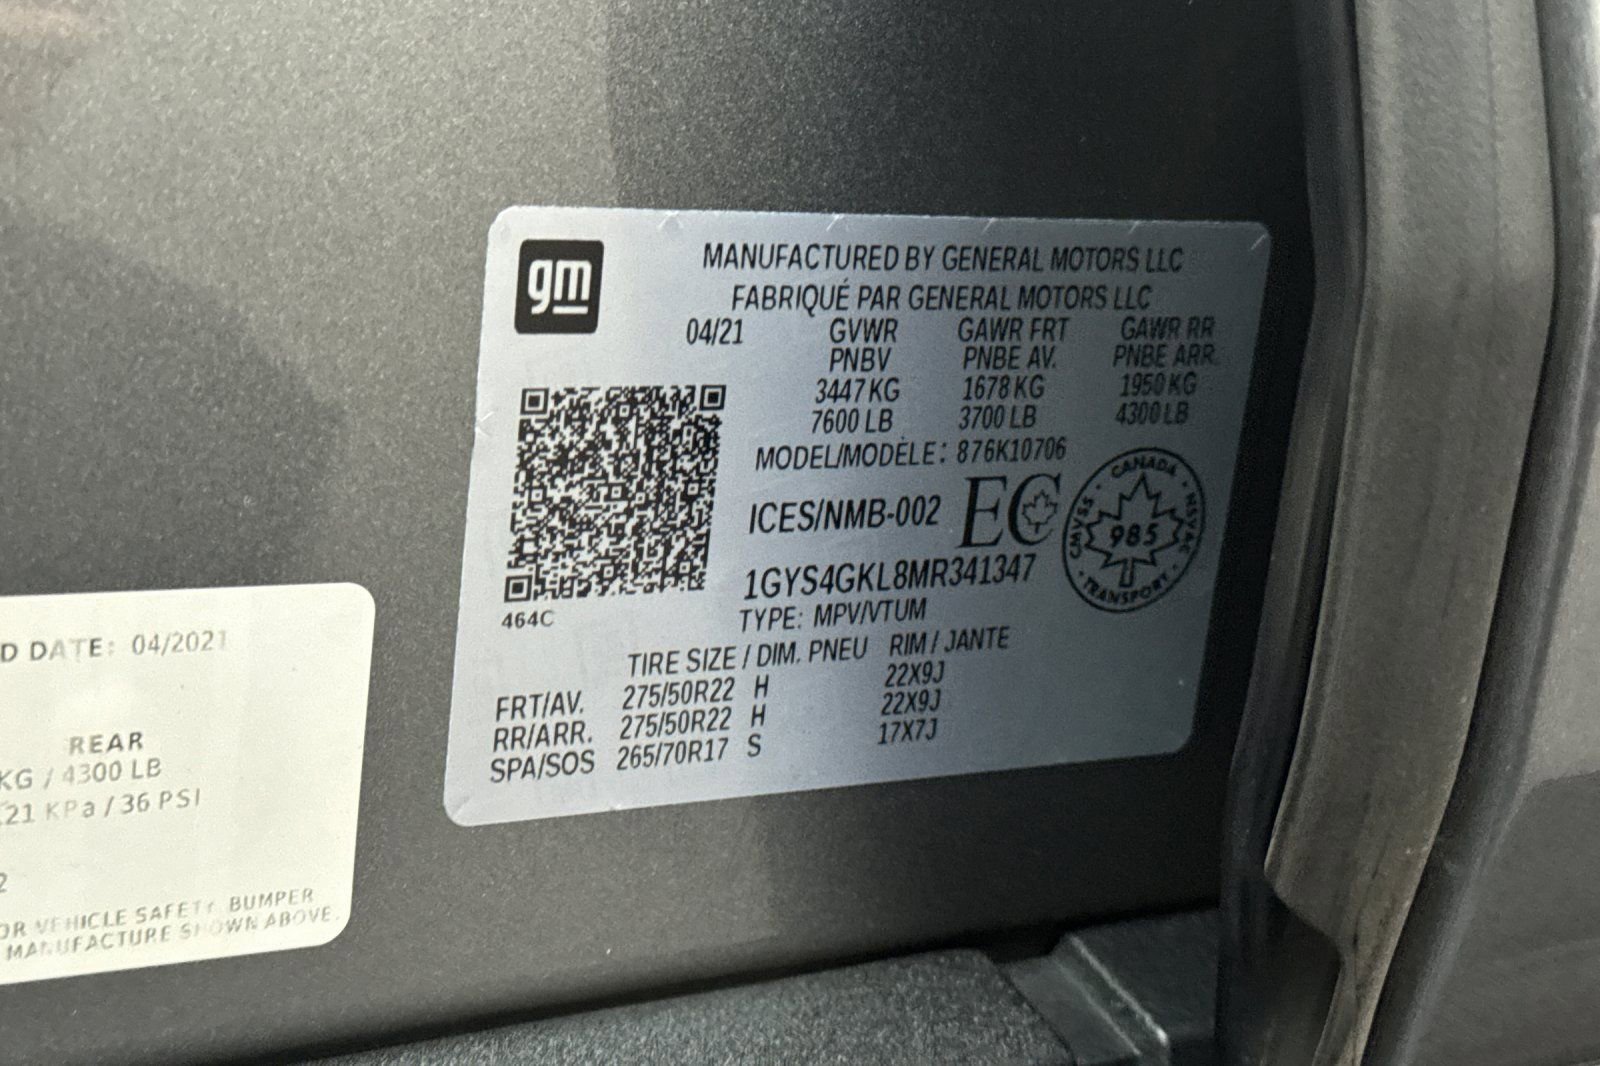 gm
MANUFACTURED BY GENERAL MOTORS LLC
FABRIQUÉ PAR GENERAL MOTORS LLC
04/21 GVWR GAWR FRT GAWR RR
PNBV PNBE AV. PNBE ARR.
3447 KG 1678 KG 1950 KG
7600 LB 3700 LB 4300 LB
MODEL/MODÈLE: 876K10706
ICES/NMB-002 EC
CANADA
CMVSS · NSVAC
985
TRANSPORT
1GYS4GKL8MR341347
464C
TYPE: MPV/VTUM
TIRE SIZE / DIM. PNEU RIM / JANTE
FRT/AV. 275/50R22 H 22X9J
RR/ARR. 275/50R22 H 22X9J
SPA/SOS 265/70R17 S 17X7J
D DATE: 04/2021
REAR
KG / 4300 LB
21 KPa / 36 PSI
2
OR VEHICLE SAFETY, BUMPER
MANUFACTURE SHOWN ABOVE.